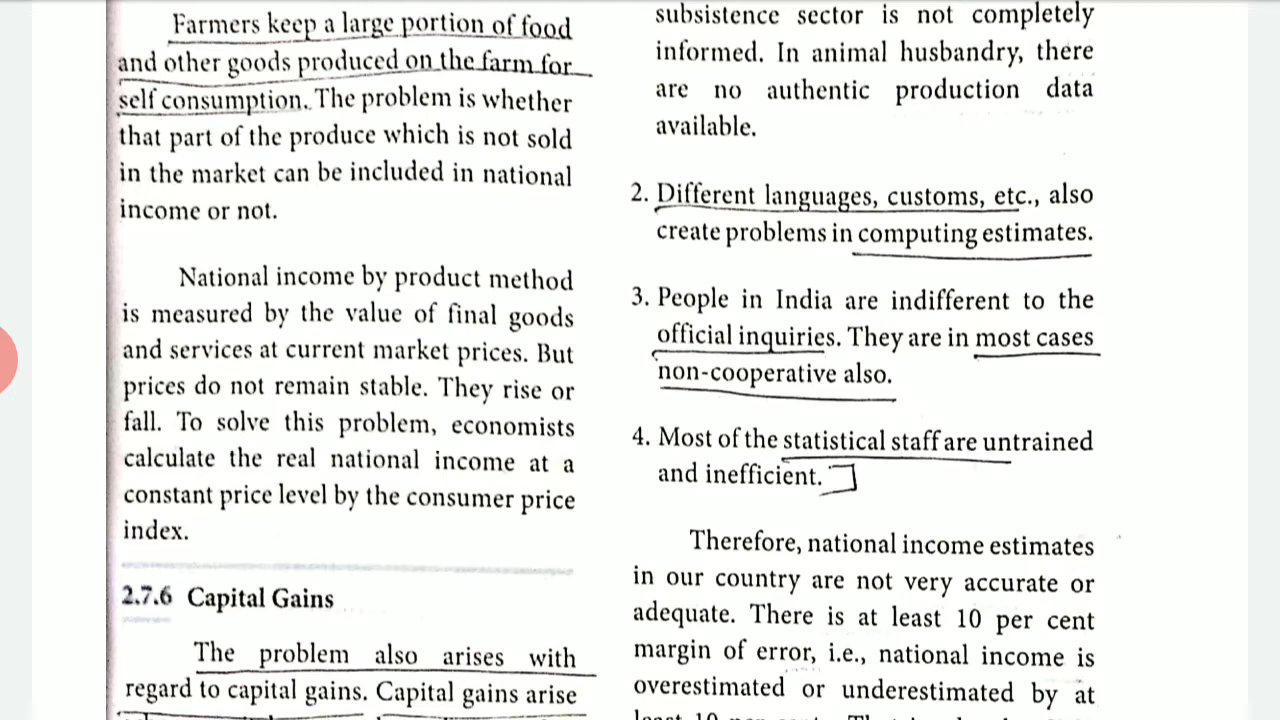 Farmers keep a large portion of food
and other goods produced on the farm for
self consumption. The problem is whether
that part of the produce which is not sold
in the market can be included in national
income or not.
National income by product method
is measured by the value of final goods
and services at current market prices. But
prices do not remain stable. They rise or
fall. To solve this problem, economists
calculate the real national income at a
constant price level by the consumer price
index.
2.7.6 Capital Gains
The problem also arises with
regard to capital gains. Capital gains arise
subsistence sector is not completely
informed. In animal husbandry, there
are no authentic production data
available.
2. Different languages, customs, etc., also
create problems in computing estimates.
3. People in India are indifferent to the
official inquiries. They are in most cases
non-cooperative also.
4. Most of the statistical staff are untrained
and inefficient.
Therefore, national income estimates
in our country are not very accurate or
adequate. There is at least 10 per cent
margin of error, i.e., national income is
overestimated or underestimated by at